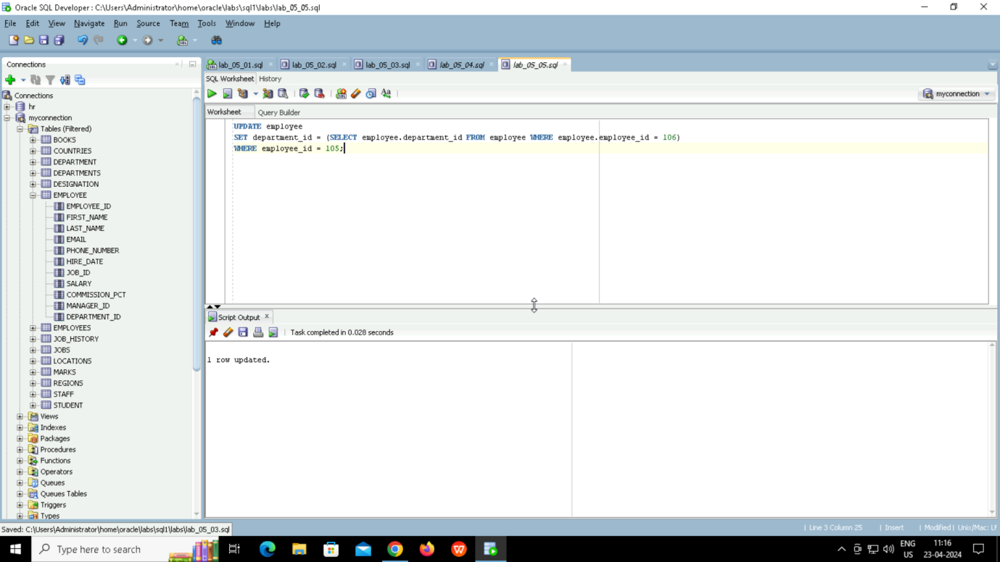 Oracle SQL Developer : C:\Users\Administrator\home\oracle\labs\sql1\labs\lab_05_05.sql
File Edit View Navigate Run Source Team Tools Window Help
Connections
lab_05_01.sql
lab_05_02.sql
lab_05_03.sql
lab_05_04.sql
lab_05_05.sql
SQL Worksheet History
myconnection
Worksheet Query Builder
Connections
hr
myconnection
Tables (Filtered)
BOOKS
COUNTRIES
DEPARTMENT
DEPARTMENTS
DESIGNATION
EMPLOYEE
EMPLOYEE_ID
FIRST_NAME
LAST_NAME
EMAIL
PHONE_NUMBER
HIRE_DATE
JOB_ID
SALARY
COMMISSION_PCT
MANAGER_ID
DEPARTMENT_ID
EMPLOYEES
JOB_HISTORY
JOBS
LOCATIONS
MARKS
REGIONS
STAFF
STUDENT
Views
Indexes
Packages
Procedures
Functions
Operators
Queues
Queues Tables
Triggers
Types
UPDATE employee
SET department_id = (SELECT employee.department_id FROM employee WHERE employee.employee_id = 106)
WHERE employee_id = 105;
Script Output
Task completed in 0.028 seconds
1 row updated.
Saved: C:\Users\Administrator\home\oracle\labs\sql1\labs\lab_05_03.sql
Line 3 Column 25 | Insert | Modified | Unix/Mac: LF
Type here to search
ENG
US
11:16
23-04-2024